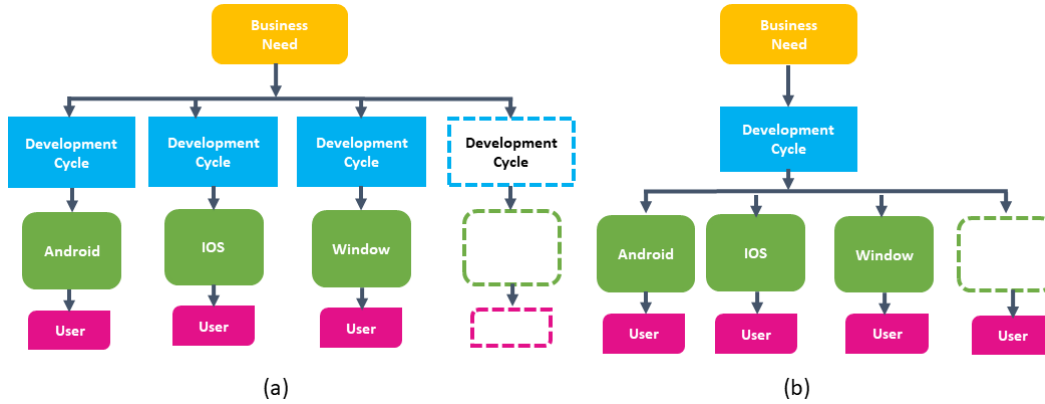 Business
Need
Development
Cycle
Development
Cycle
Development
Cycle
Development
Cycle
Android
IOS
Window
User
User
User
(a)
Business
Need
Development
Cycle
Android
IOS
Window
User
User
User
User
(b)